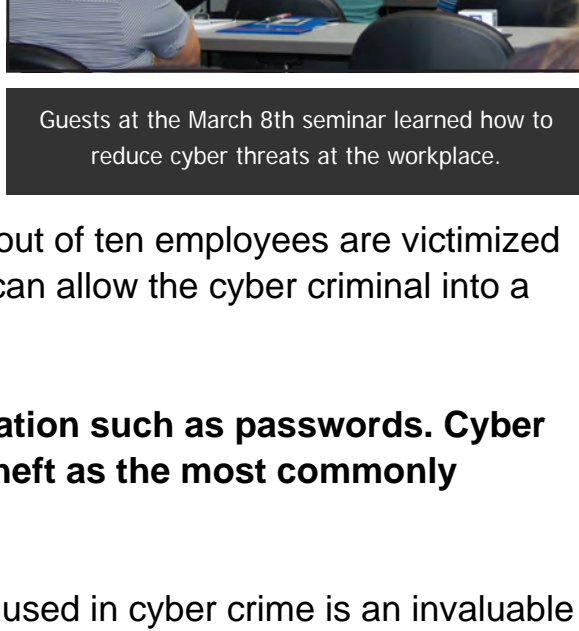 Guests at the March 8th seminar learned how to
reduce cyber threats at the workplace.
out of ten employees are victimized
can allow the cyber criminal into a
ation such as passwords. Cyber
heft as the most commonly
used in cyber crime is an invaluable